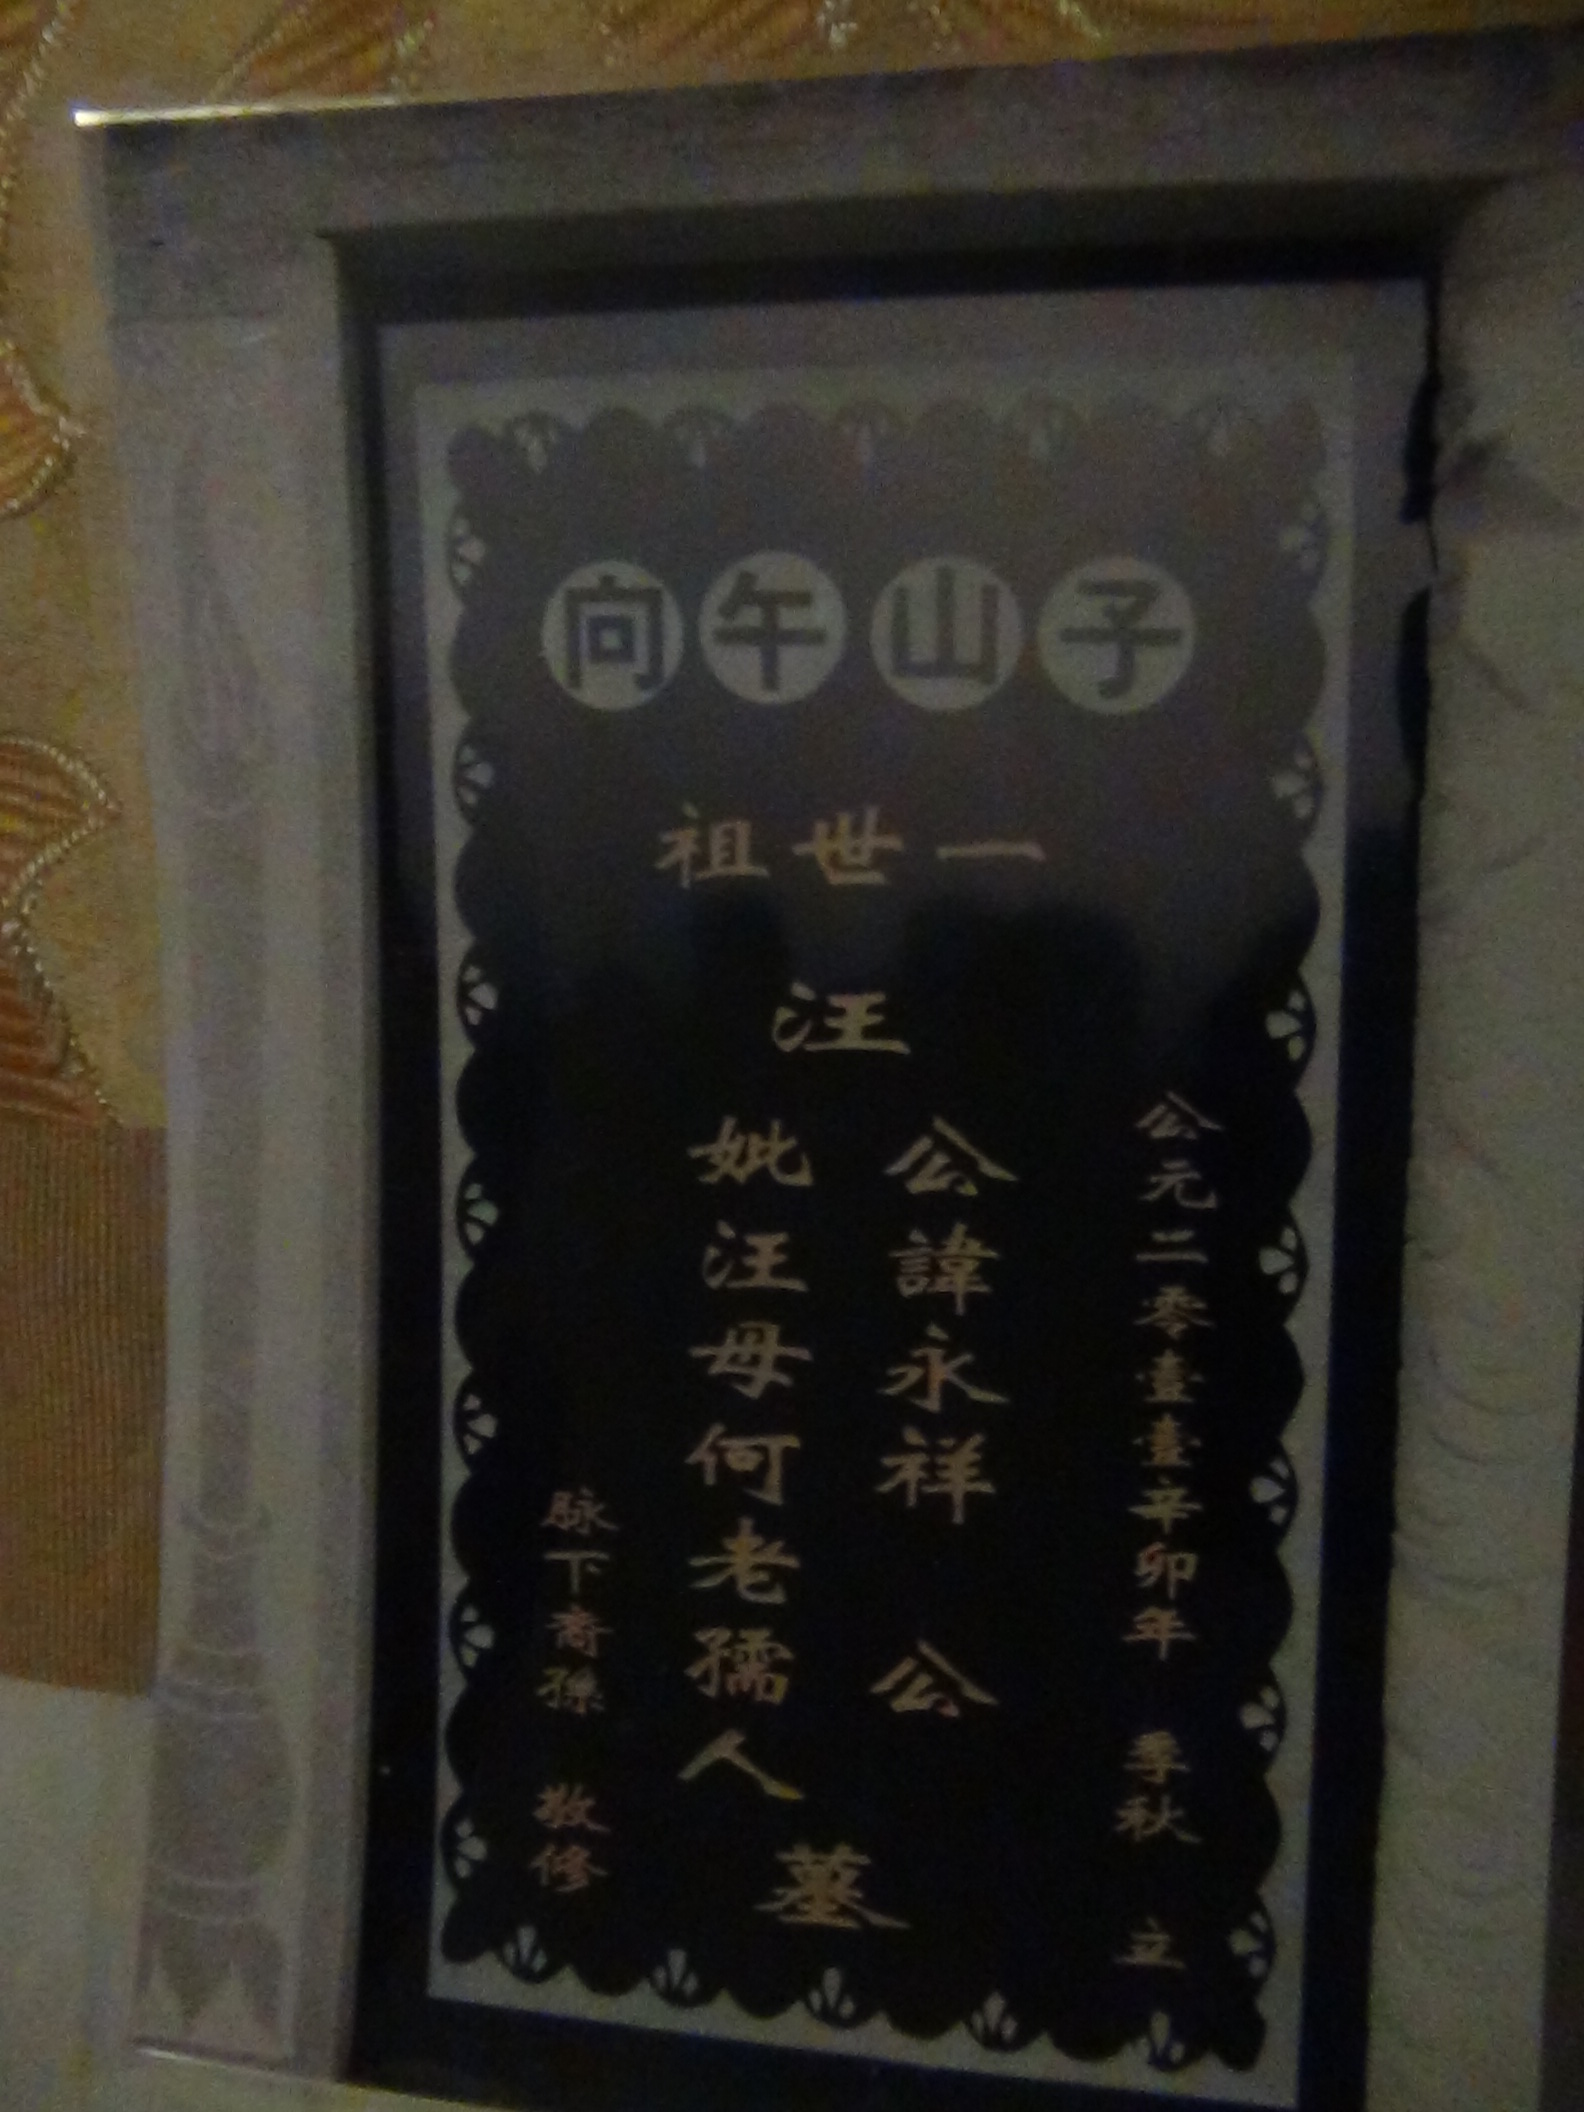 子山午向
一世祖
公元二零壹壹辛卯年 季秋 立
汪
公諱永祥 公
妣汪母何老孺人
墓
脉下裔孫 敬修